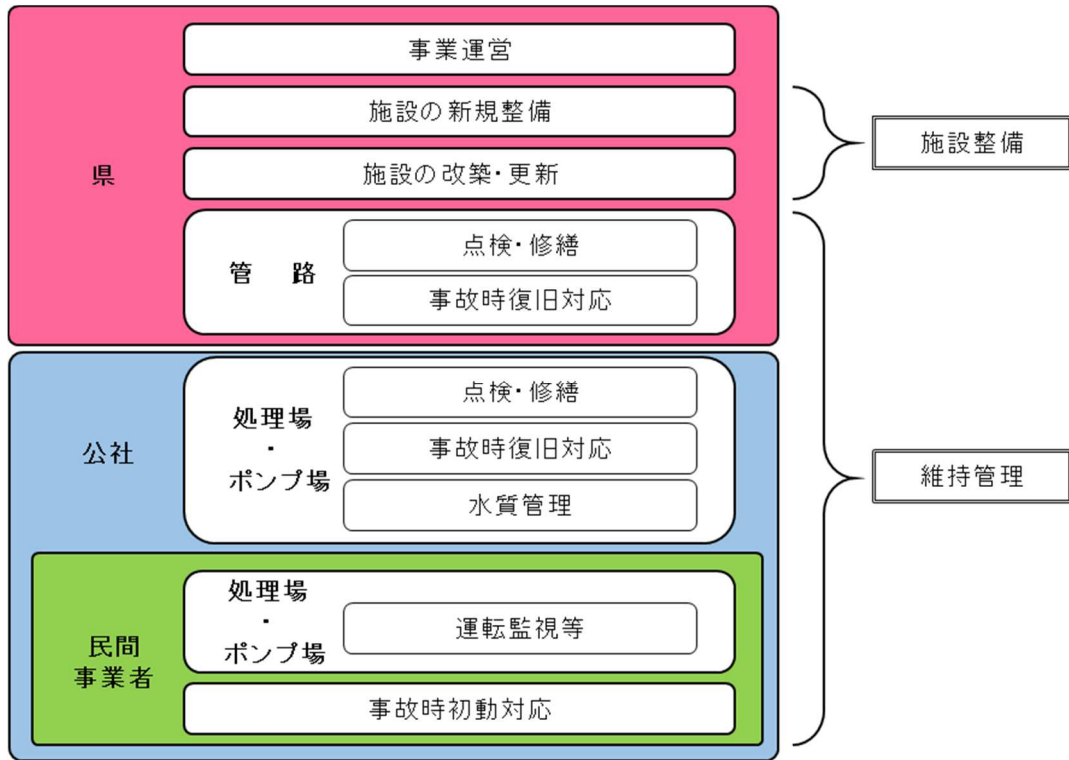 事業運営
施設の新規整備
施設整備
県
施設の改築・更新
点検・修繕
管 路
事故時復旧対応
点検・修繕
処理場
・
ポンプ場
公社
事故時復旧対応
維持管理
水質管理
処理場
・
ポンプ場
運転監視等
民間
事業者
事故時初動対応